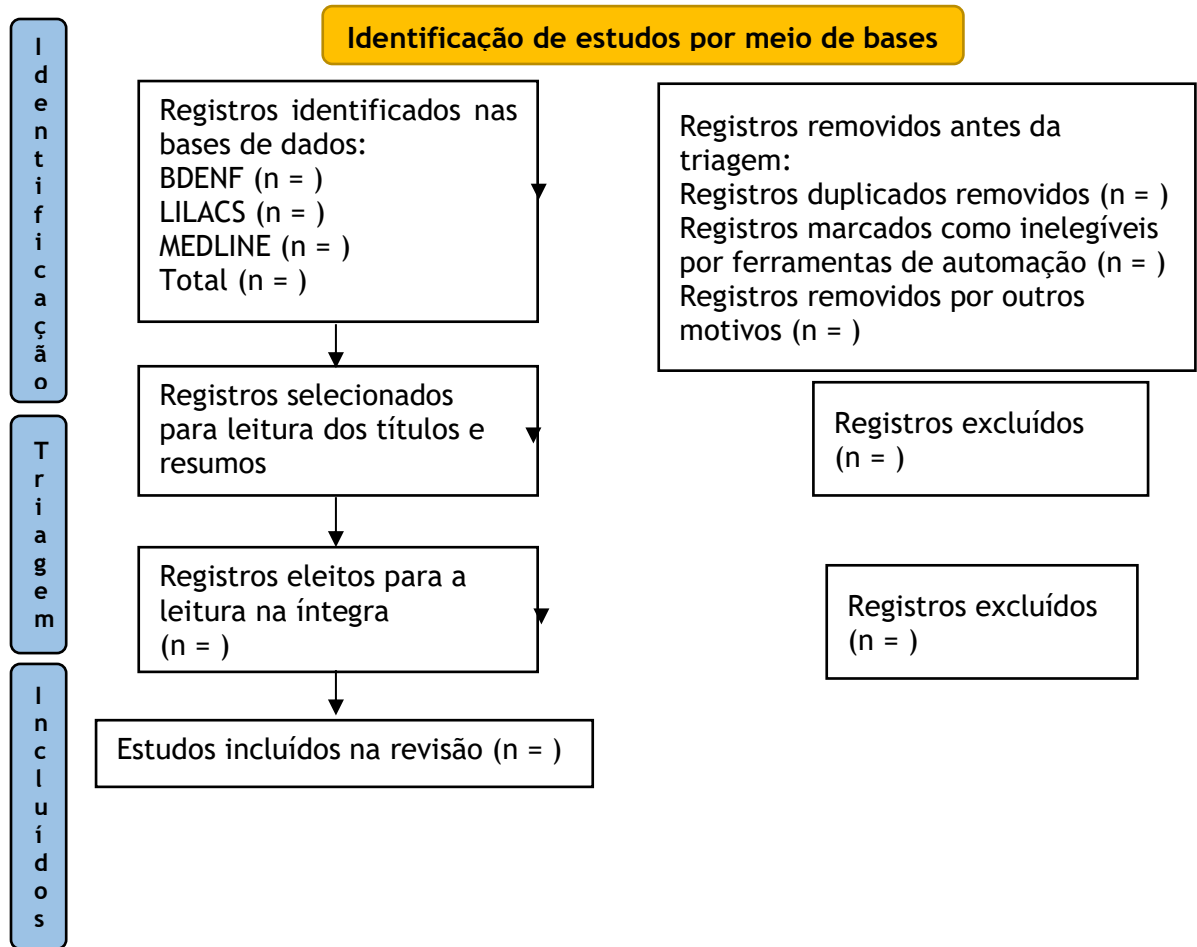 Identificação de estudos por meio de bases
Identificação
Registros identificados nas
bases de dados:
BDENF (n = )
LILACS (n = )
MEDLINE (n = )
Total (n = )
Registros removidos antes da
triagem:
Registros duplicados removidos (n = )
Registros marcados como inelegíveis
por ferramentas de automação (n = )
Registros removidos por outros
motivos (n = )
Triagem
Registros selecionados
para leitura dos títulos e
resumos
Registros excluídos
(n = )
Registros eleitos para a
leitura na íntegra
(n = )
Registros excluídos
(n = )
Incluídos
Estudos incluídos na revisão (n = )